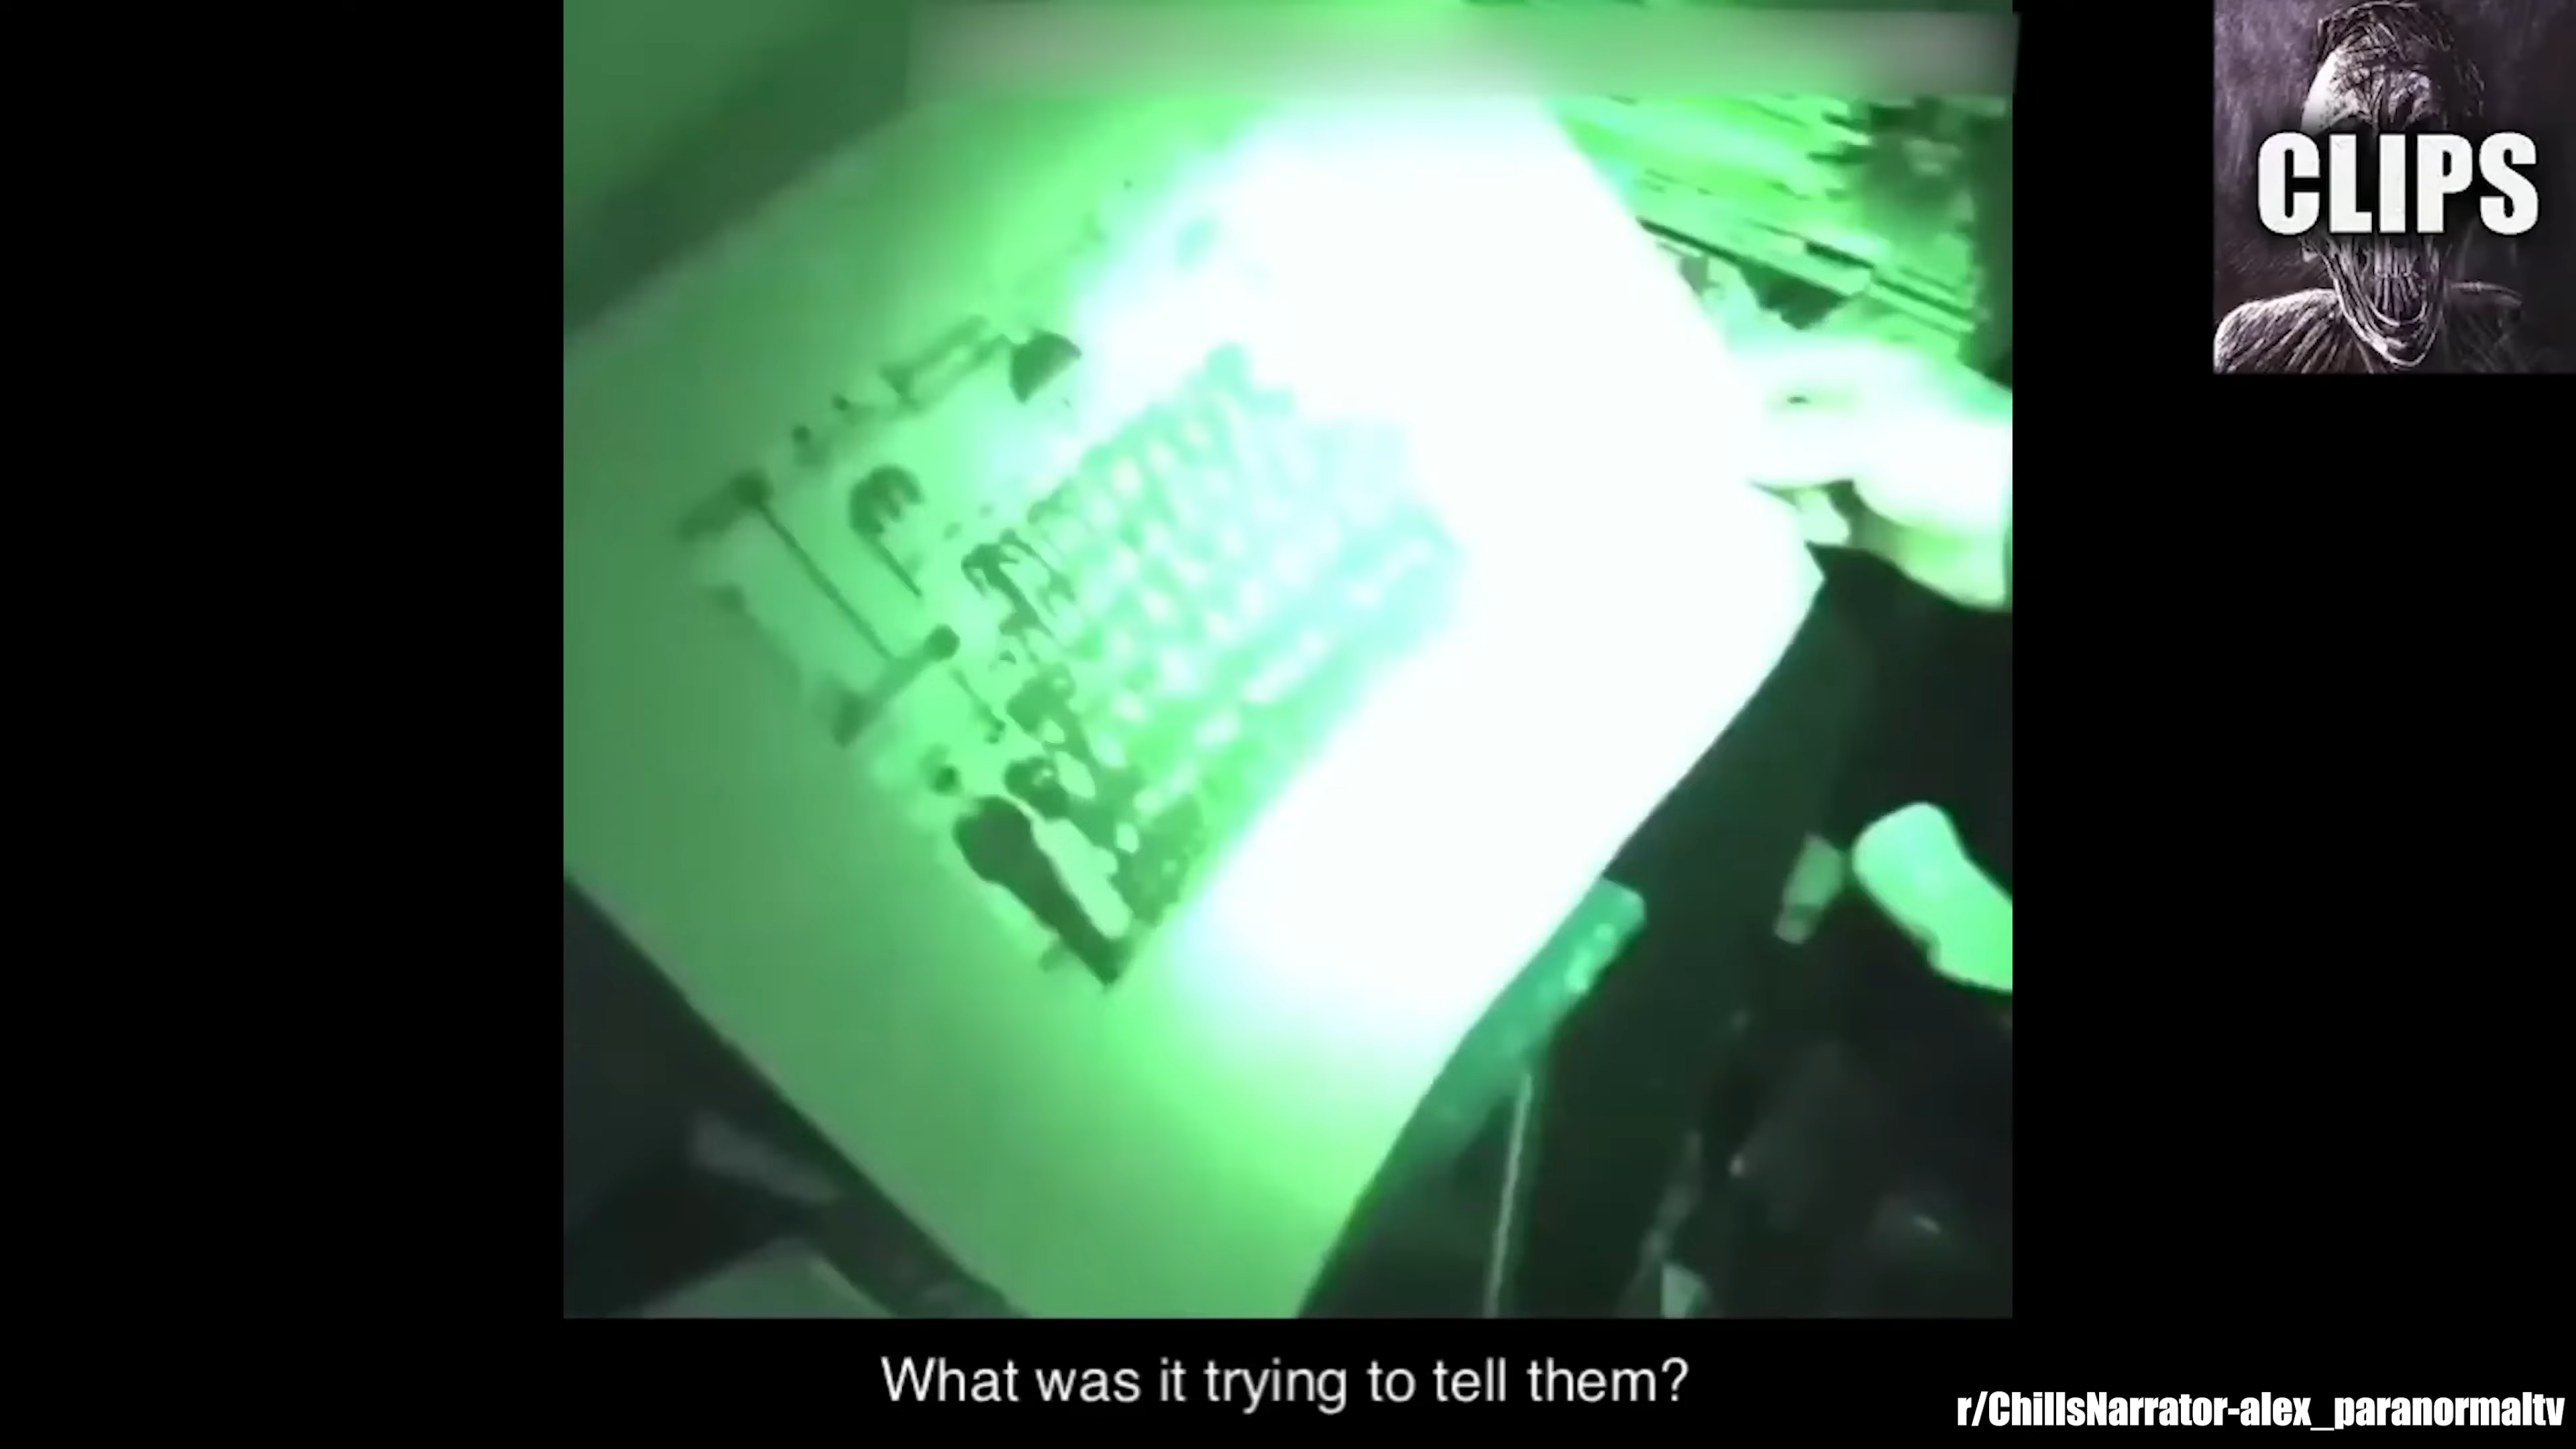 CLIPS
What was it trying to tell them?
r/ChillsNarrator-alex_paranormaltv